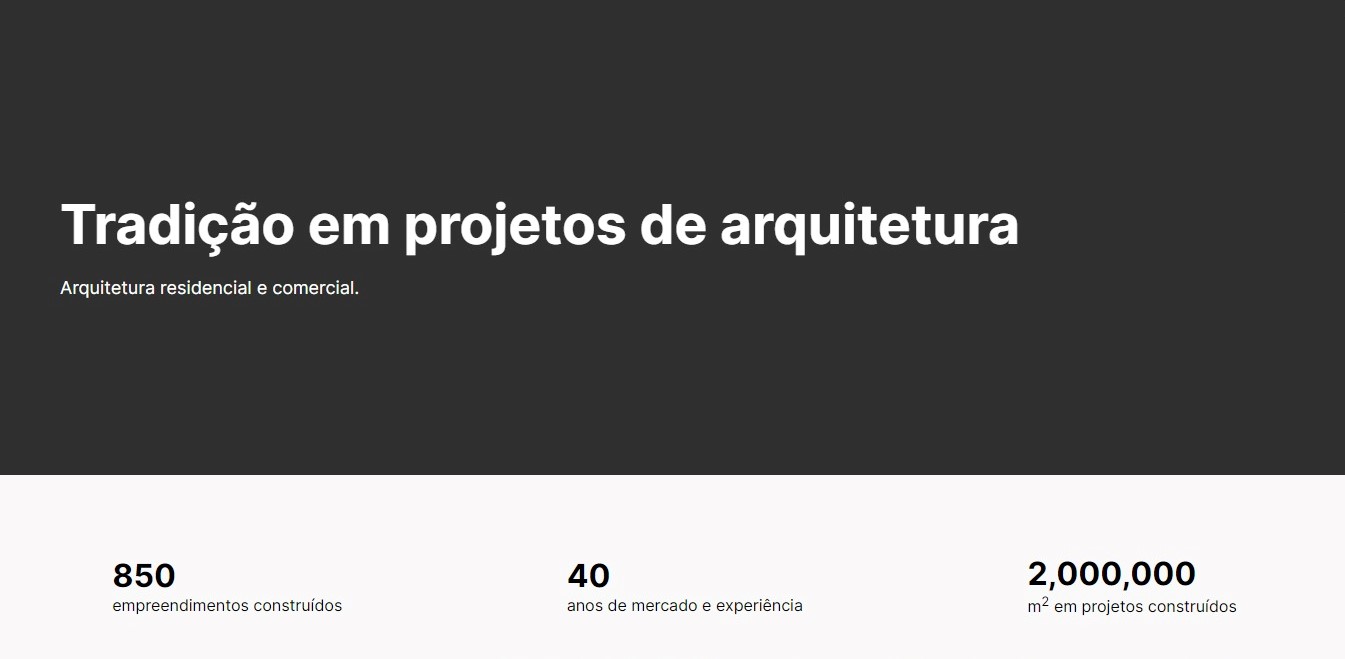 Tradição em projetos de arquitetura
Arquitetura residencial e comercial.
850
empreendimentos construídos
40
anos de mercado e experiência
2,000,000
m² em projetos construídos